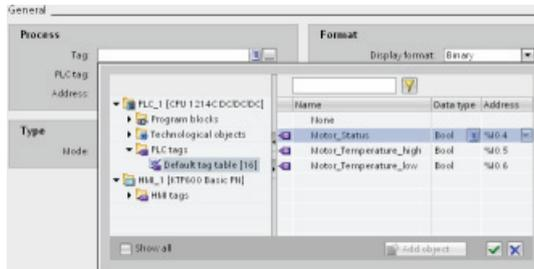 General
Process
Tag:
PLC tag:
Address:
Type
Mode:
Format
Display format: Binary
PLC_1 [CPU 1214C DC/DC/DC]
Program blocks
Technological objects
PLC tags
Default tag table [16]
HMI_1 [KTP600 Basic PN]
HMI tags
Show all
Name Data type Address
None
Motor_Status Bool %I0.4
Motor_Temperature_high Bool %I0.5
Motor_Temperature_low Bool %I0.6
Add object